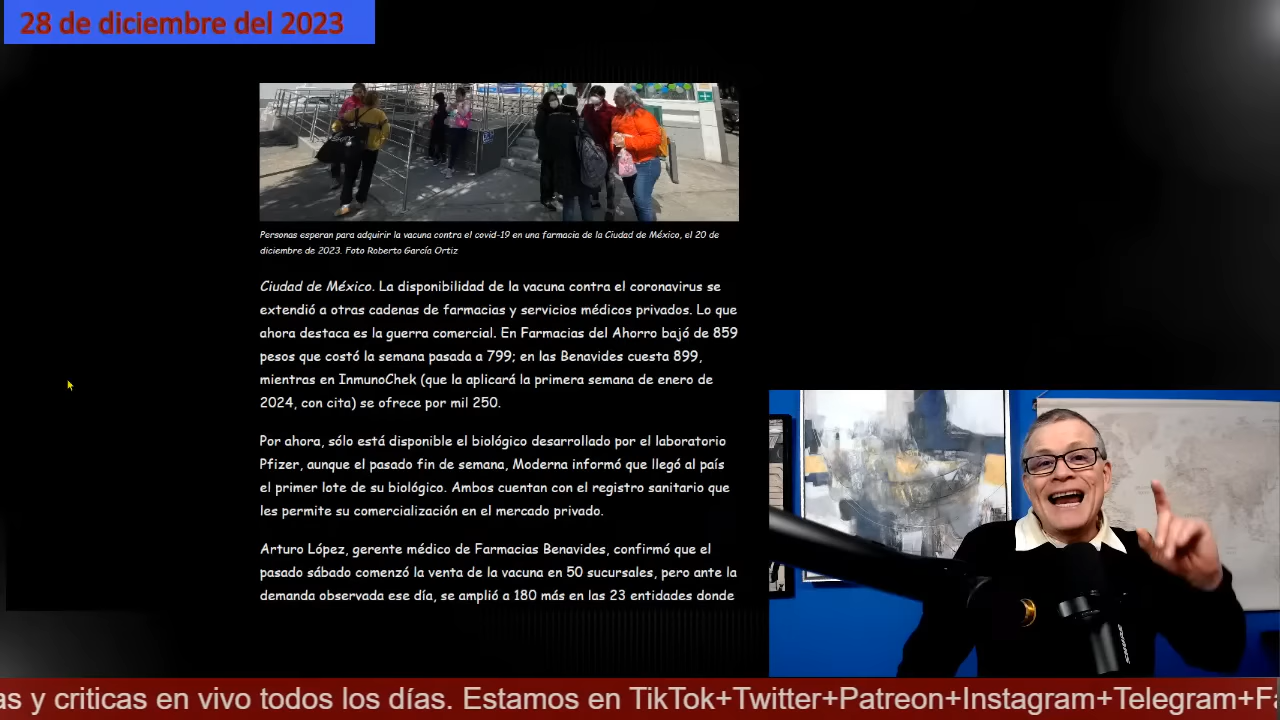 28 de diciembre del 2023
Personas esperan para adquirir la vacuna contra el covid-19 en una farmacia de la Ciudad de México, el 20 de
diciembre de 2023. Foto Roberto García Ortiz
Ciudad de México. La disponibilidad de la vacuna contra el coronavirus se
extendió a otras cadenas de farmacias y servicios médicos privados. Lo que
ahora destaca es la guerra comercial. En Farmacias del Ahorro bajó de 859
pesos que costó la semana pasada a 799; en las Benavides cuesta 899,
mientras en InmunoChek (que la aplicará la primera semana de enero de
2024, con cita) se ofrece por mil 250.
Por ahora, sólo está disponible el biológico desarrollado por el laboratorio
Pfizer, aunque el pasado fin de semana, Moderna informó que llegó al país
el primer lote de su biológico. Ambos cuentan con el registro sanitario que
les permite su comercialización en el mercado privado.
Arturo López, gerente médico de Farmacias Benavides, confirmó que el
pasado sábado comenzó la venta de la vacuna en 50 sucursales, pero ante la
demanda observada ese día, se amplió a 180 más en las 23 entidades donde
as y criticas en vivo todos los días. Estamos en TikTok+Twitter+Patreon+Instagram+Telegram+Fa